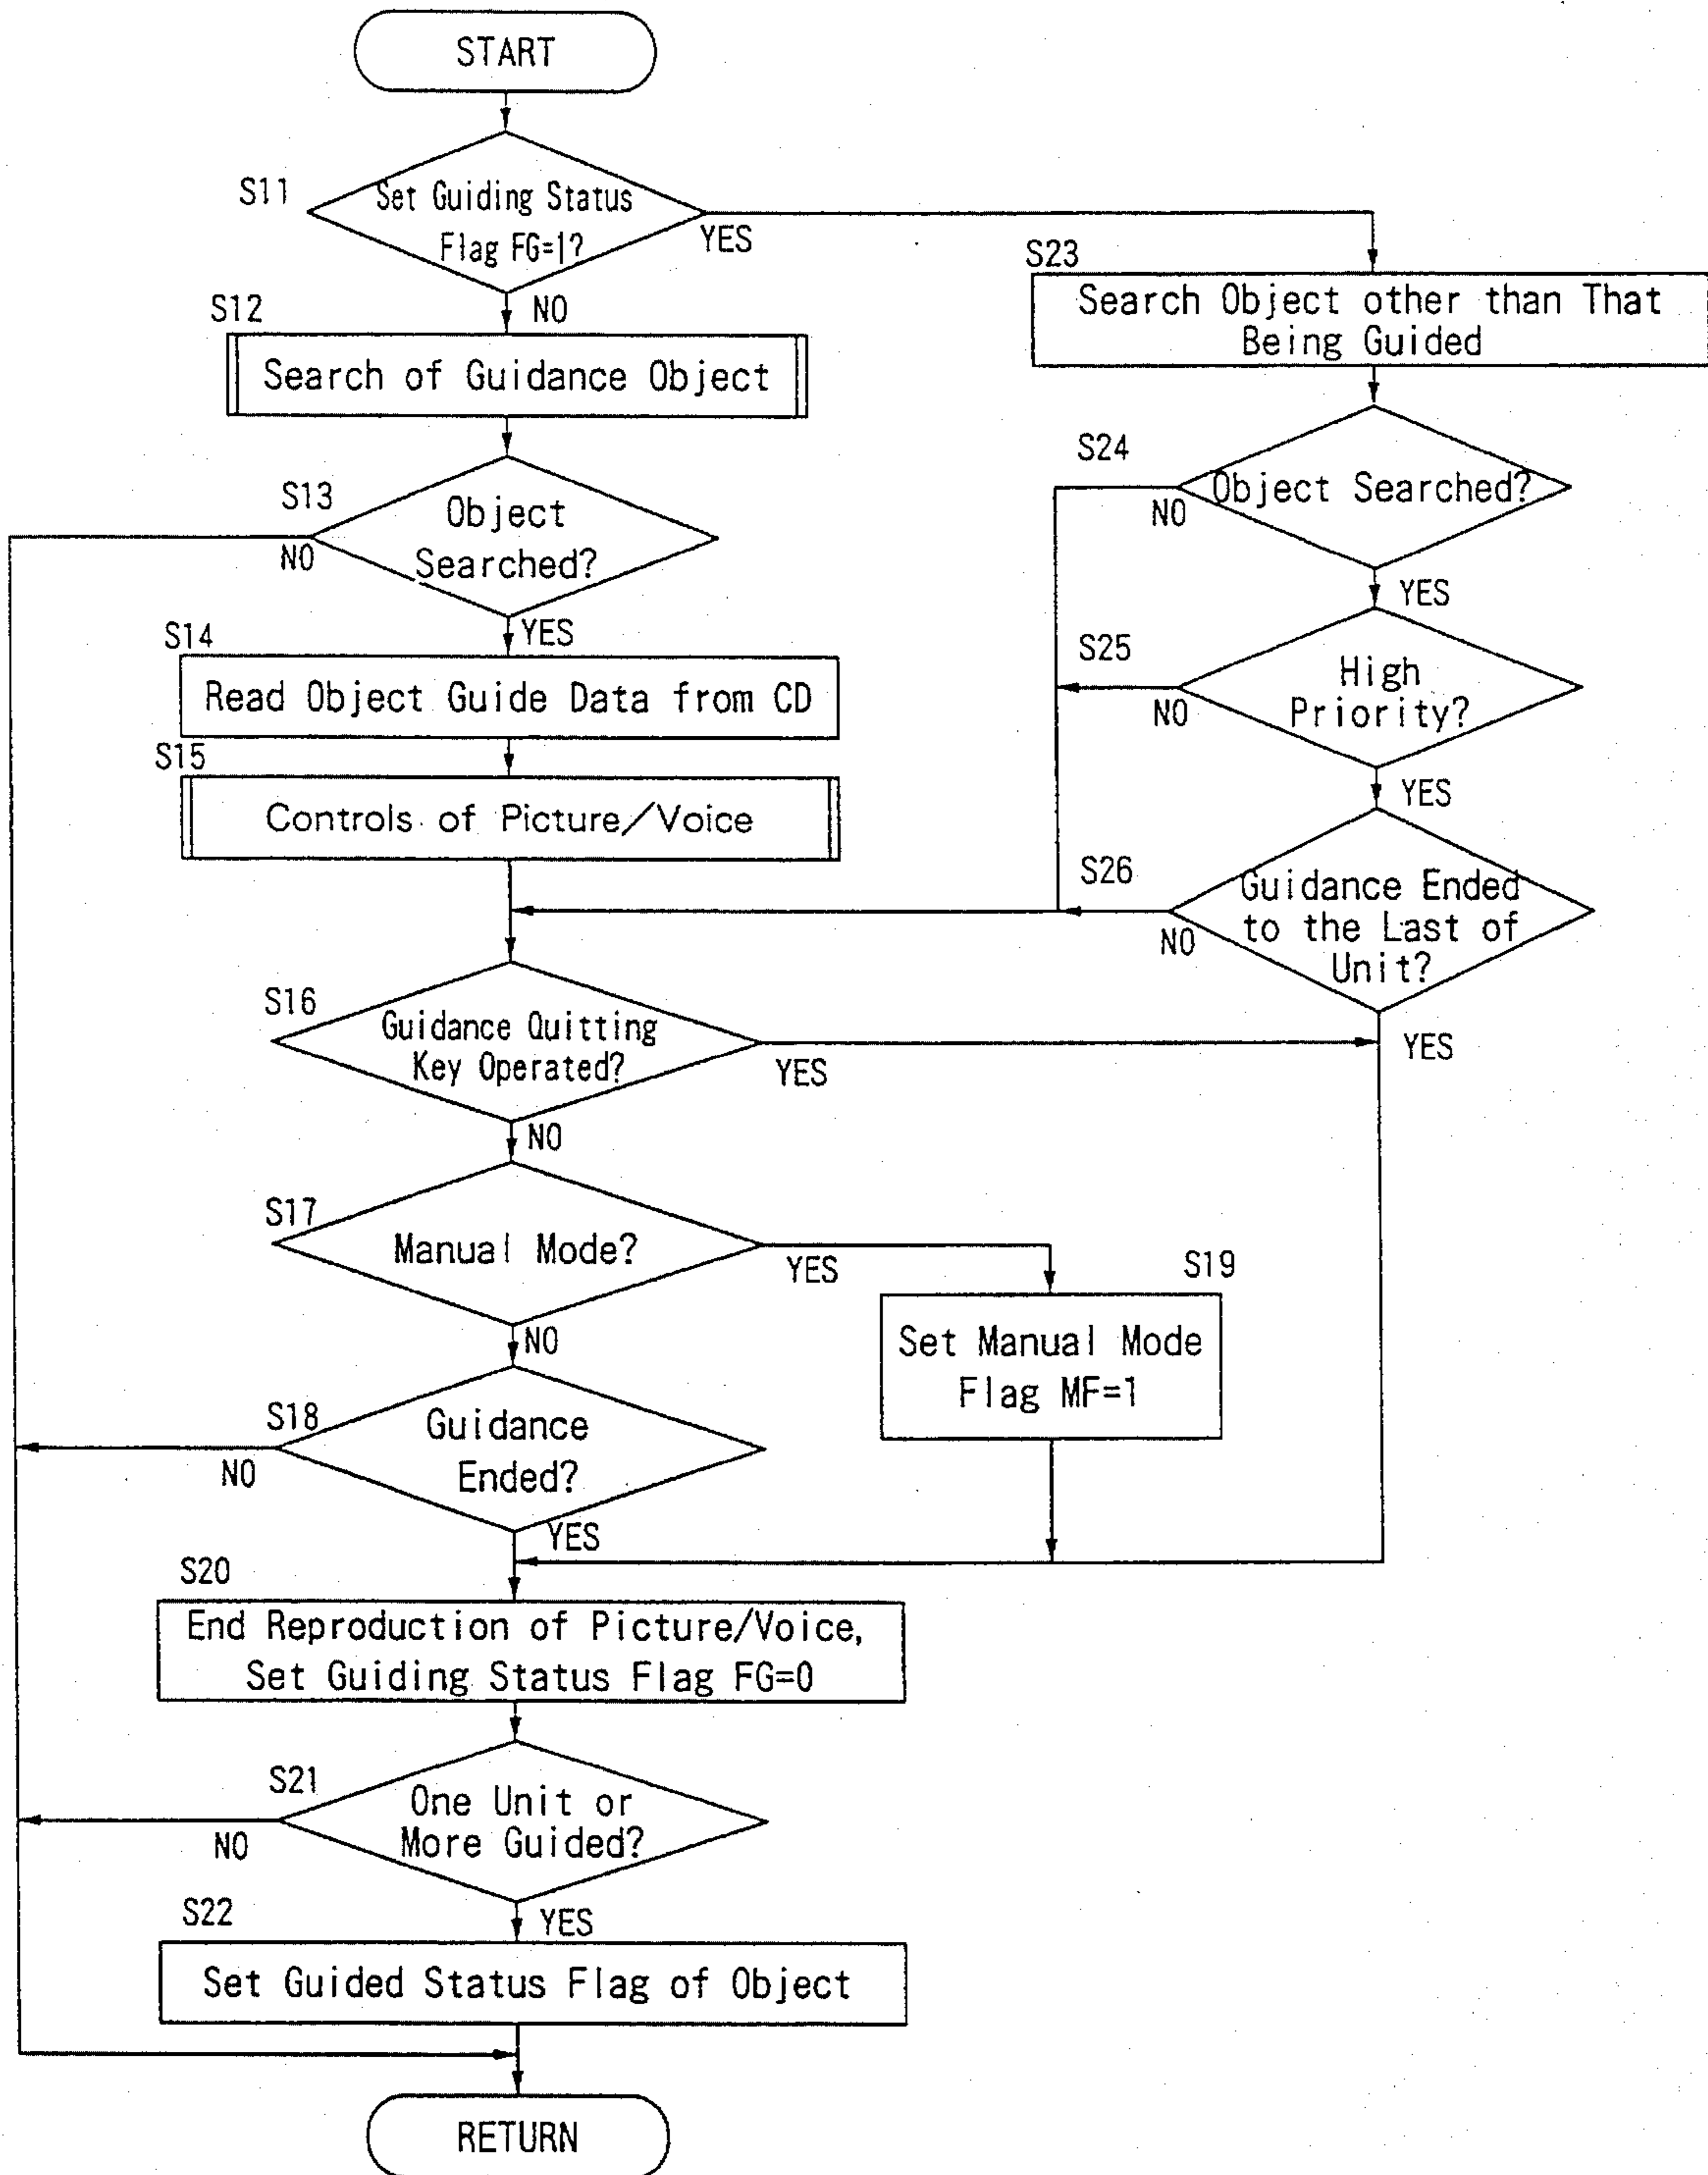 START
S11
Set Guiding Status
Flag FG=1?
YES
NO
S12
Search of Guidance Object
S13
Object
Searched?
NO
YES
S14
Read Object Guide Data from CD
S15
Controls of Picture/Voice
S16
Guidance Quitting
Key Operated?
YES
NO
S17
Manual Mode?
YES
NO
S18
Guidance
Ended?
NO
YES
S19
Set Manual Mode
Flag MF=1
S20
End Reproduction of Picture/Voice,
Set Guiding Status Flag FG=0
S21
One Unit or
More Guided?
NO
YES
S22
Set Guided Status Flag of Object
RETURN
S23
Search Object other than That
Being Guided
S24
Object Searched?
NO
YES
S25
High
Priority?
NO
YES
S26
Guidance Ended
to the Last of
Unit?
NO
YES